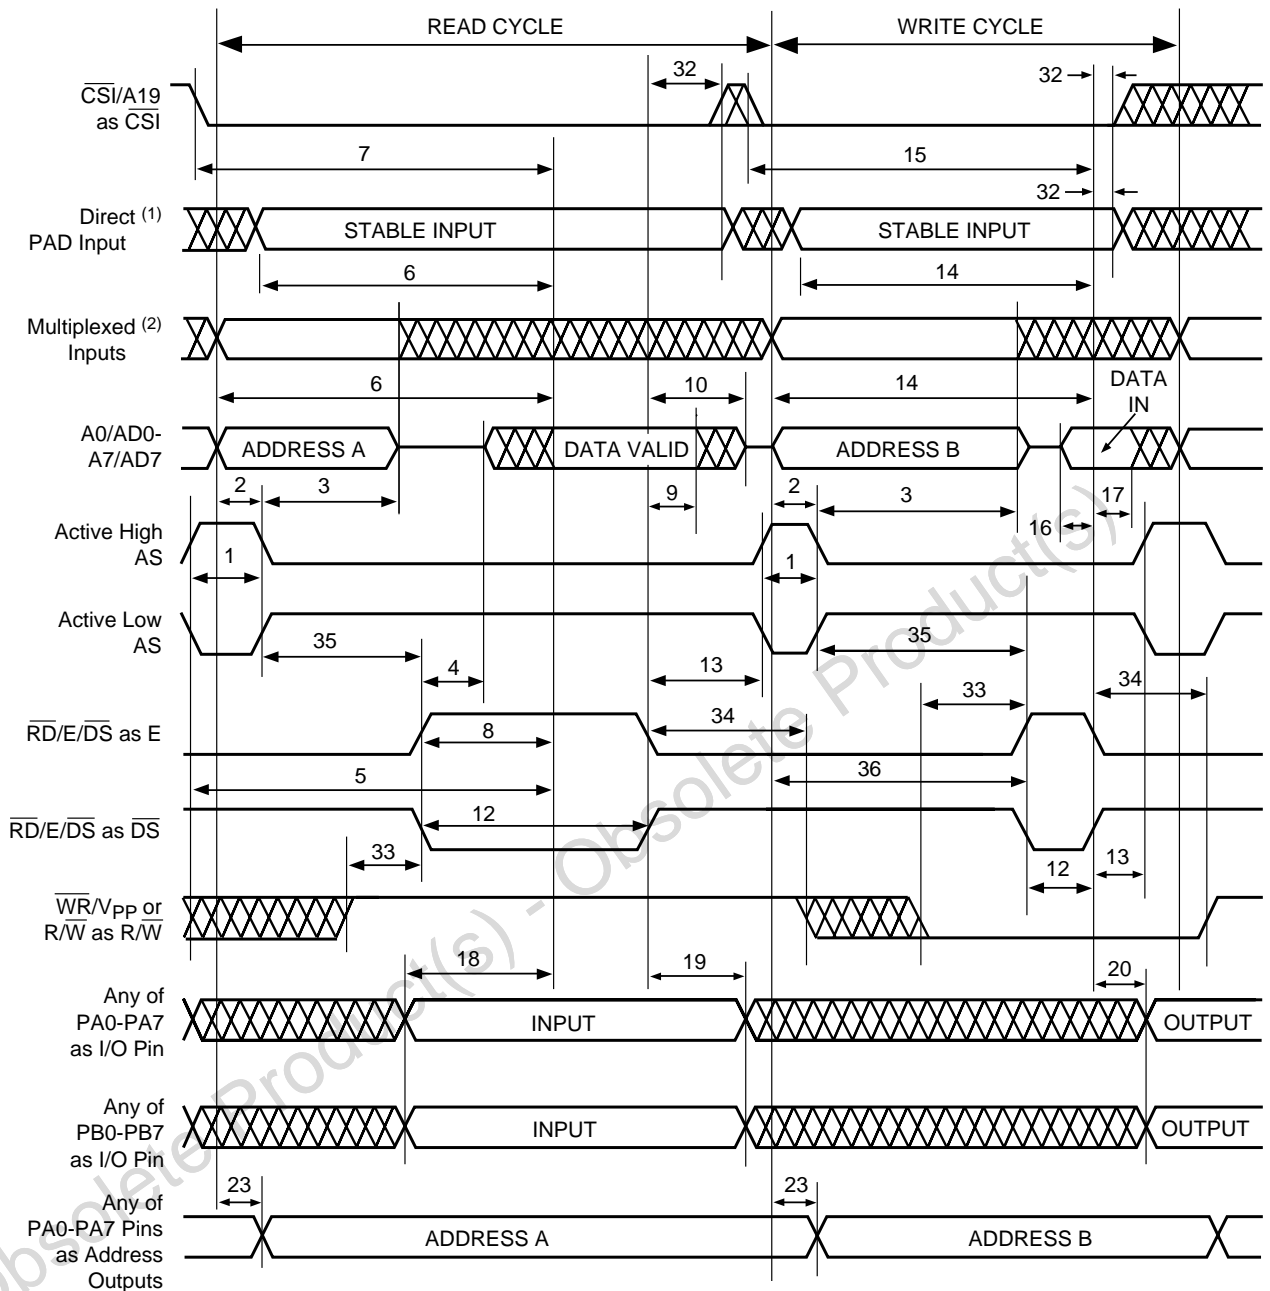 READ CYCLE
WRITE CYCLE
32
32
CSI/A19
as CSI
7
15
32
Direct (1)
PAD Input
STABLE INPUT
STABLE INPUT
6
14
Multiplexed (2)
Inputs
6
10
14
DATA
IN
A0/AD0-
A7/AD7
ADDRESS A
DATA VALID
ADDRESS B
2
3
9
2
3
17
16
Active High
AS
1
1
Active Low
AS
35
35
4
13
33
34
34
RD/E/DS as E
8
5
36
RD/E/DS as DS
12
33
12
13
WR/VPP or
R/W as R/W
18
19
20
Any of
PA0-PA7
as I/O Pin
INPUT
OUTPUT
Any of
PB0-PB7
as I/O Pin
INPUT
OUTPUT
23
23
Any of
PA0-PA7 Pins
as Address
Outputs
ADDRESS A
ADDRESS B
Obsolete Product(s) - Obsolete Product(s)